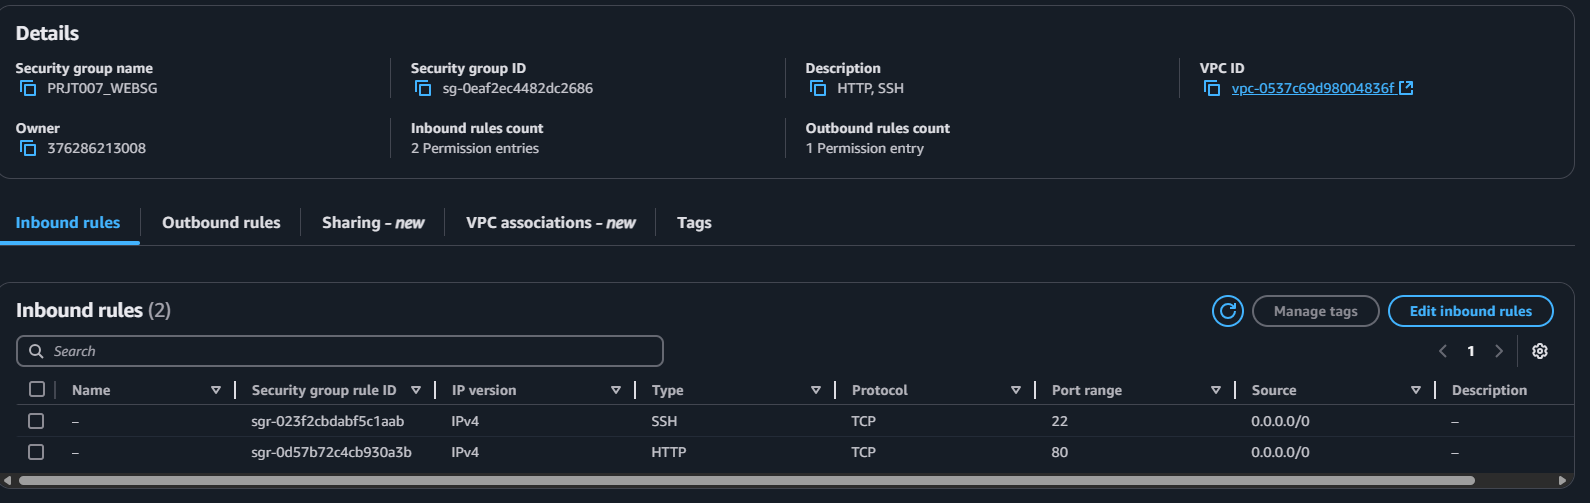 Details
Security group name
PRJT007_WEBSG
Security group ID
sg-0eaf2ec4482dc2686
Description
HTTP, SSH
VPC ID
vpc-0537c69d98004836f
Owner
376286213008
Inbound rules count
2 Permission entries
Outbound rules count
1 Permission entry
Inbound rules Outbound rules Sharing - new VPC associations - new Tags
Inbound rules (2)
Manage tags Edit inbound rules
Search
1
Name Security group rule ID IP version Type Protocol Port range Source Description
– sgr-023f2cbdabf5c1aab IPv4 SSH TCP 22 0.0.0.0/0 –
– sgr-0d57b72c4cb930a3b IPv4 HTTP TCP 80 0.0.0.0/0 –